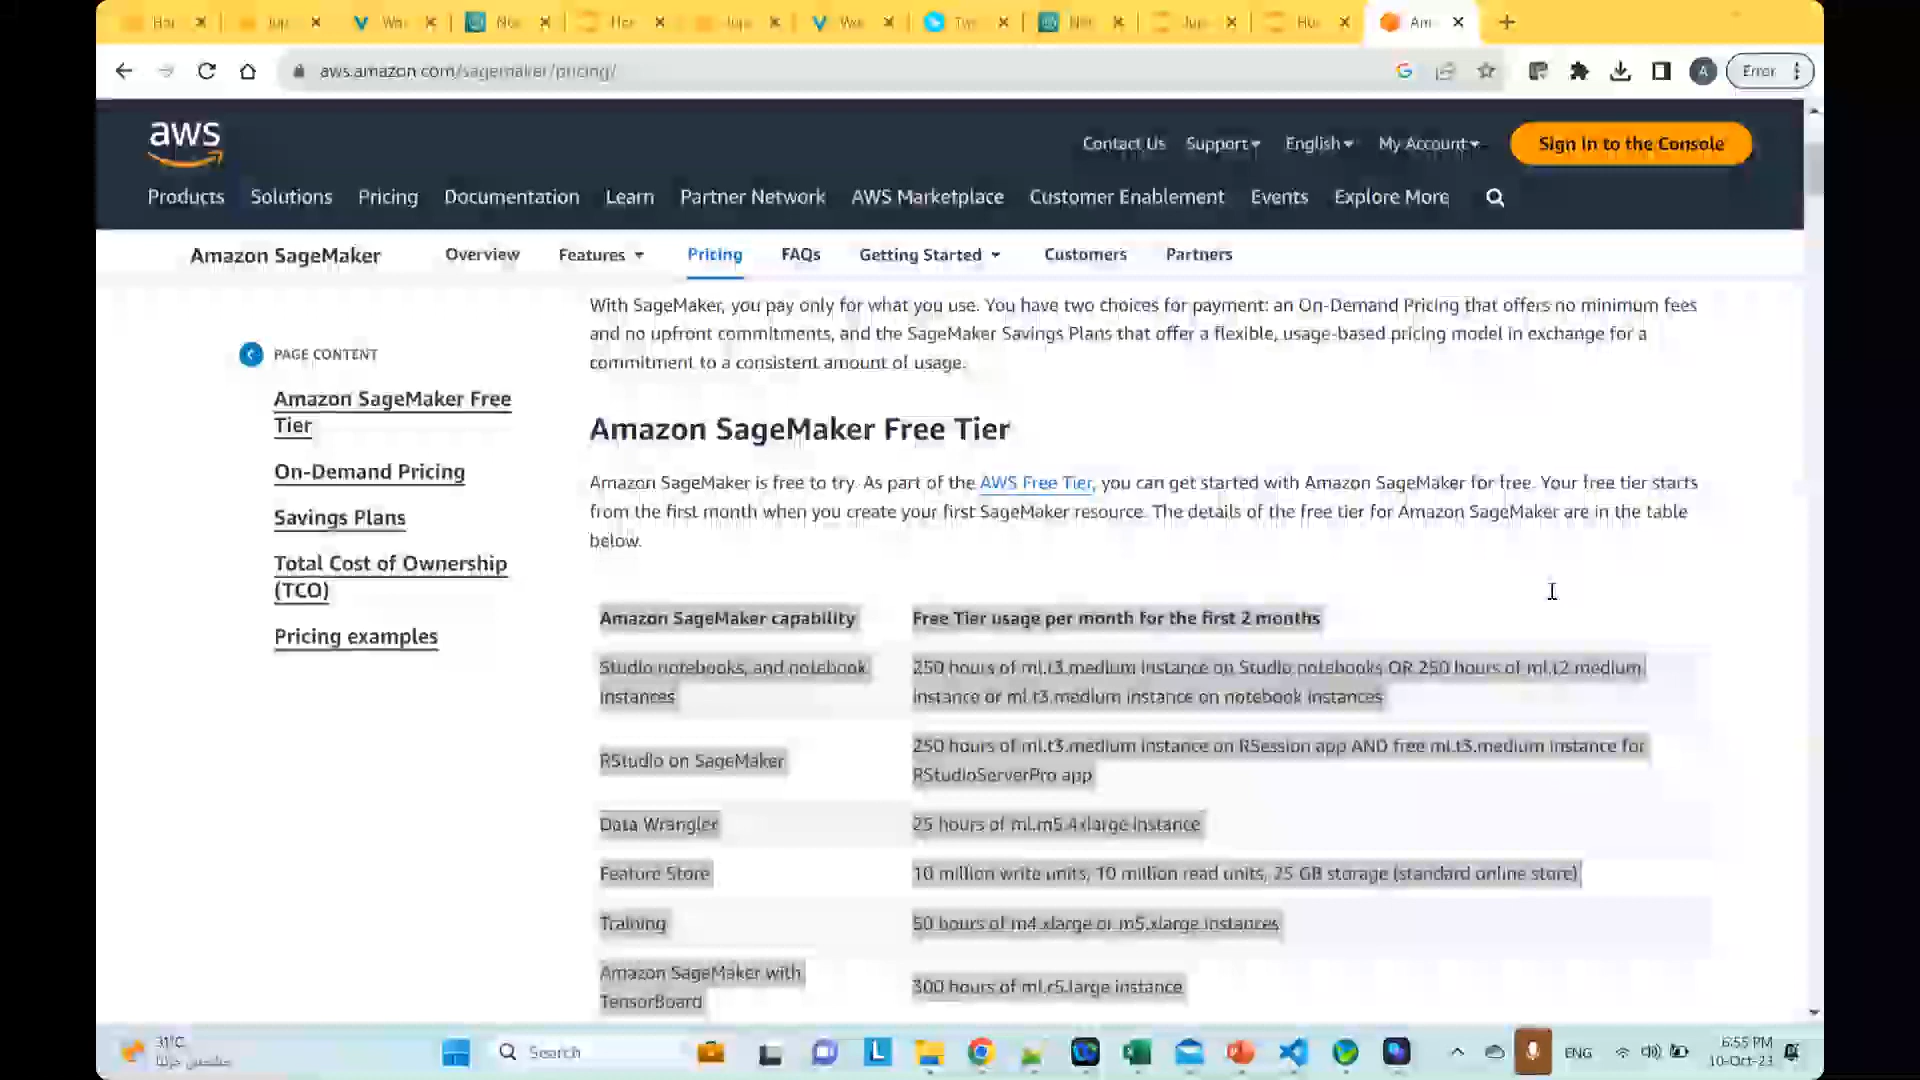 Jup
Am
aws.amazon.com/sagemaker/pricing/
A
Error
aws
Contact Us
Support
English
My Account
Sign In to the Console
Products
Solutions
Pricing
Documentation
Learn
Partner Network
AWS Marketplace
Customer Enablement
Events
Explore More
Amazon SageMaker
Overview
Features
Pricing
FAQs
Getting Started
Customers
Partners
With SageMaker, you pay only for what you use. You have two choices for payment: an On-Demand Pricing that offers no minimum fees
and no upfront commitments, and the SageMaker Savings Plans that offer a flexible, usage-based pricing model in exchange for a
commitment to a consistent amount of usage.
PAGE CONTENT
Amazon SageMaker Free
Tier
On-Demand Pricing
Savings Plans
Total Cost of Ownership
(TCO)
Pricing examples
Amazon SageMaker Free Tier
Amazon SageMaker is free to try. As part of the AWS Free Tier, you can get started with Amazon SageMaker for free. Your free tier starts
from the first month when you create your first SageMaker resource. The details of the free tier for Amazon SageMaker are in the table
below.
Amazon SageMaker capability
Free Tier usage per month for the first 2 months
Studio notebooks, and notebook
instances
250 hours of ml.t3.medium instance on Studio notebooks OR 250 hours of ml.t2.medium
instance or ml.t3.medium instance on notebook instances
RStudio on SageMaker
250 hours of ml.t3.medium instance on RSession app AND free ml.t3.medium instance for
RStudioServerPro app
Data Wrangler
25 hours of ml.m5.4xlarge instance
Feature Store
10 million write units, 10 million read units, 25 GB storage (standard online store)
Training
50 hours of m4.xlarge or m5.xlarge instances
Amazon SageMaker with
TensorBoard
300 hours of ml.r5.large instance
31°C
Search
L
ENG
6:55 PM
10-Oct-23